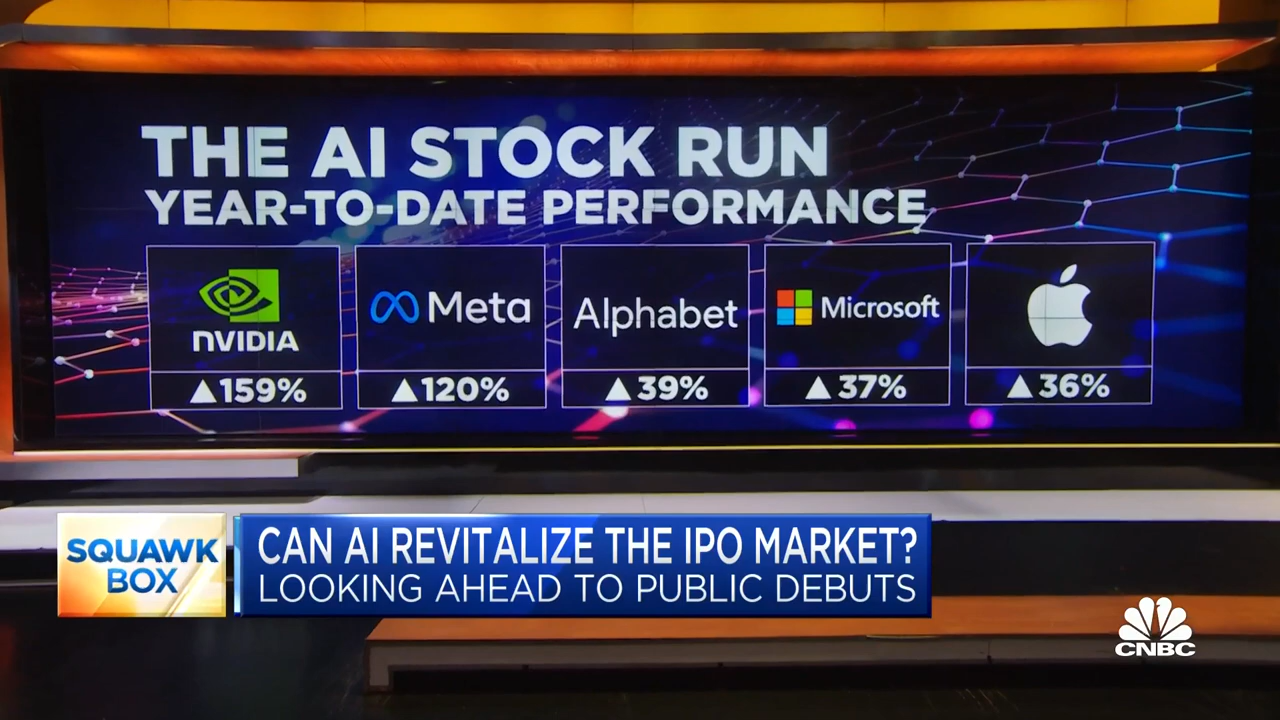 THE AI STOCK RUN
YEAR-TO-DATE PERFORMANCE
NVIDIA
Meta
Alphabet
Microsoft
▲159%
▲120%
▲39%
▲37%
▲36%
SQUAWK
BOX
CAN AI REVITALIZE THE IPO MARKET?
LOOKING AHEAD TO PUBLIC DEBUTS
CNBC